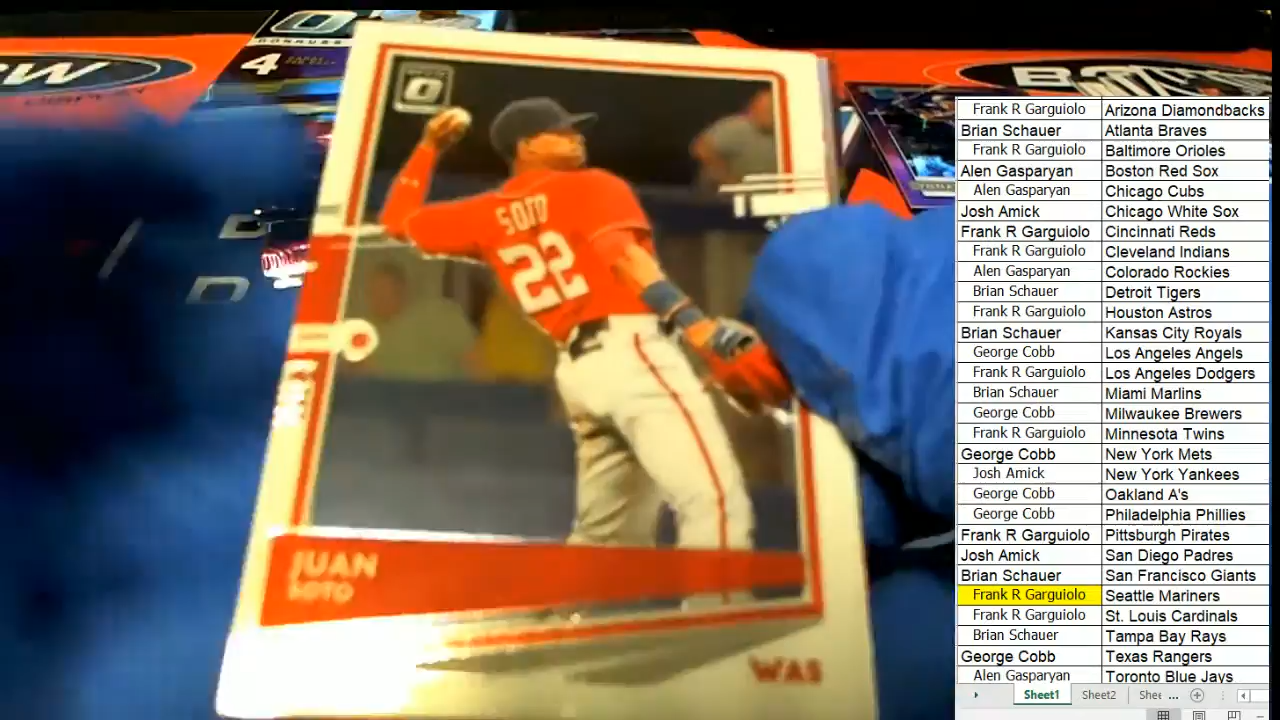 O
DONRUSS
4
O
SOTO
22
JUAN
SOTO
WAS
Frank R Garguiolo Arizona Diamondbacks
Brian Schauer Atlanta Braves
Frank R Garguiolo Baltimore Orioles
Alen Gasparyan Boston Red Sox
Alen Gasparyan Chicago Cubs
Josh Amick Chicago White Sox
Frank R Garguiolo Cincinnati Reds
Frank R Garguiolo Cleveland Indians
Alen Gasparyan Colorado Rockies
Brian Schauer Detroit Tigers
Frank R Garguiolo Houston Astros
Brian Schauer Kansas City Royals
George Cobb Los Angeles Angels
Frank R Garguiolo Los Angeles Dodgers
Brian Schauer Miami Marlins
George Cobb Milwaukee Brewers
Frank R Garguiolo Minnesota Twins
George Cobb New York Mets
Josh Amick New York Yankees
George Cobb Oakland A's
George Cobb Philadelphia Phillies
Frank R Garguiolo Pittsburgh Pirates
Josh Amick San Diego Padres
Brian Schauer San Francisco Giants
Frank R Garguiolo Seattle Mariners
Frank R Garguiolo St. Louis Cardinals
Brian Schauer Tampa Bay Rays
George Cobb Texas Rangers
Alen Gasparyan Toronto Blue Jays
Sheet1 Sheet2 Shee ...